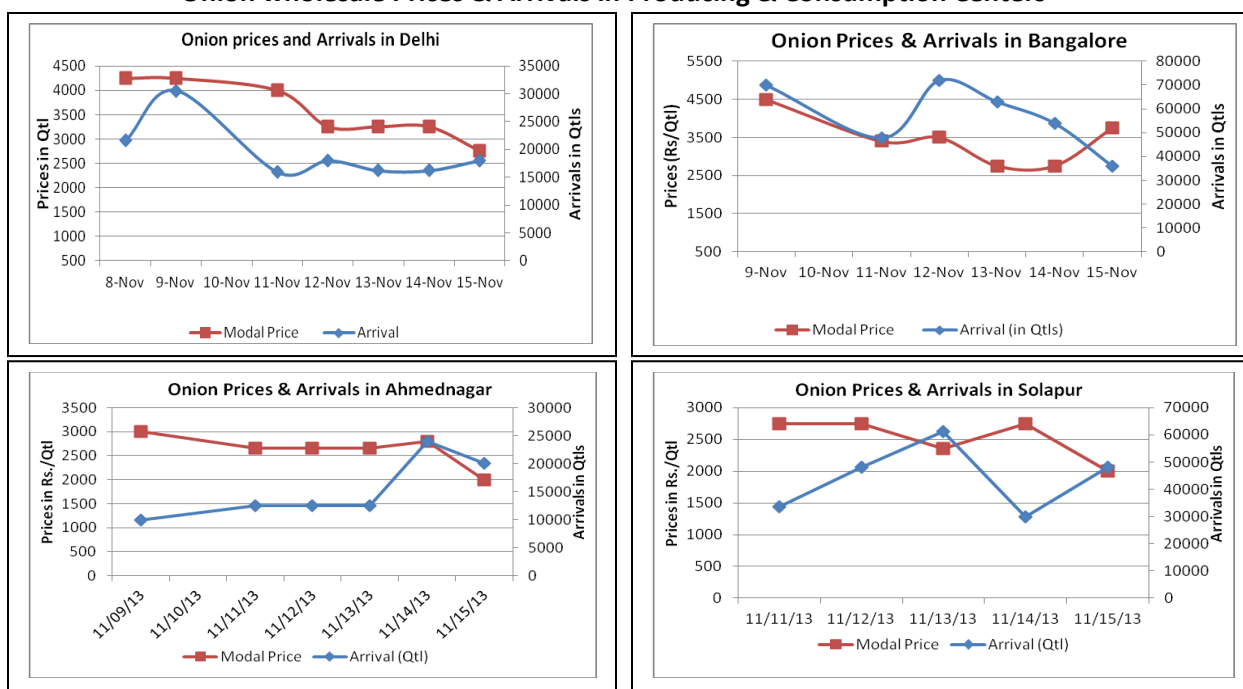 Onion Wholesale Prices & Arrivals in Producing & Consumption Centers
Onion prices and Arrivals in Delhi
Prices in Qtl
4500
4000
3500
3000
2500
2000
1500
1000
500
35000
30000
25000
20000
15000
10000
5000
0
Arrivals in Qtls
8-Nov 9-Nov 10-Nov 11-Nov 12-Nov 13-Nov 14-Nov 15-Nov
Modal Price Arrival
Onion Prices & Arrivals in Bangalore
Prices (Rs/Qtl)
5500
4500
3500
2500
1500
500
80000
70000
60000
50000
40000
30000
20000
10000
0
Arrivals in Qtls
9-Nov 10-Nov 11-Nov 12-Nov 13-Nov 14-Nov 15-Nov
Modal Price Arrival (in Qtls)
Onion Prices & Arrivals in Ahmednagar
Prices in Rs./Qtl
3500
3000
2500
2000
1500
1000
500
0
30000
25000
20000
15000
10000
5000
0
Arrivals in Qtls
11/09/13 11/10/13 11/11/13 11/12/13 11/13/13 11/14/13 11/15/13
Modal Price Arrival (Qtl)
Onion Prices & Arrivals in Solapur
Prices in Rs./Qtl
3000
2500
2000
1500
1000
500
0
70000
60000
50000
40000
30000
20000
10000
0
Arrivals in Qtls
11/11/13 11/12/13 11/13/13 11/14/13 11/15/13
Modal Price Arrival (Qtl)